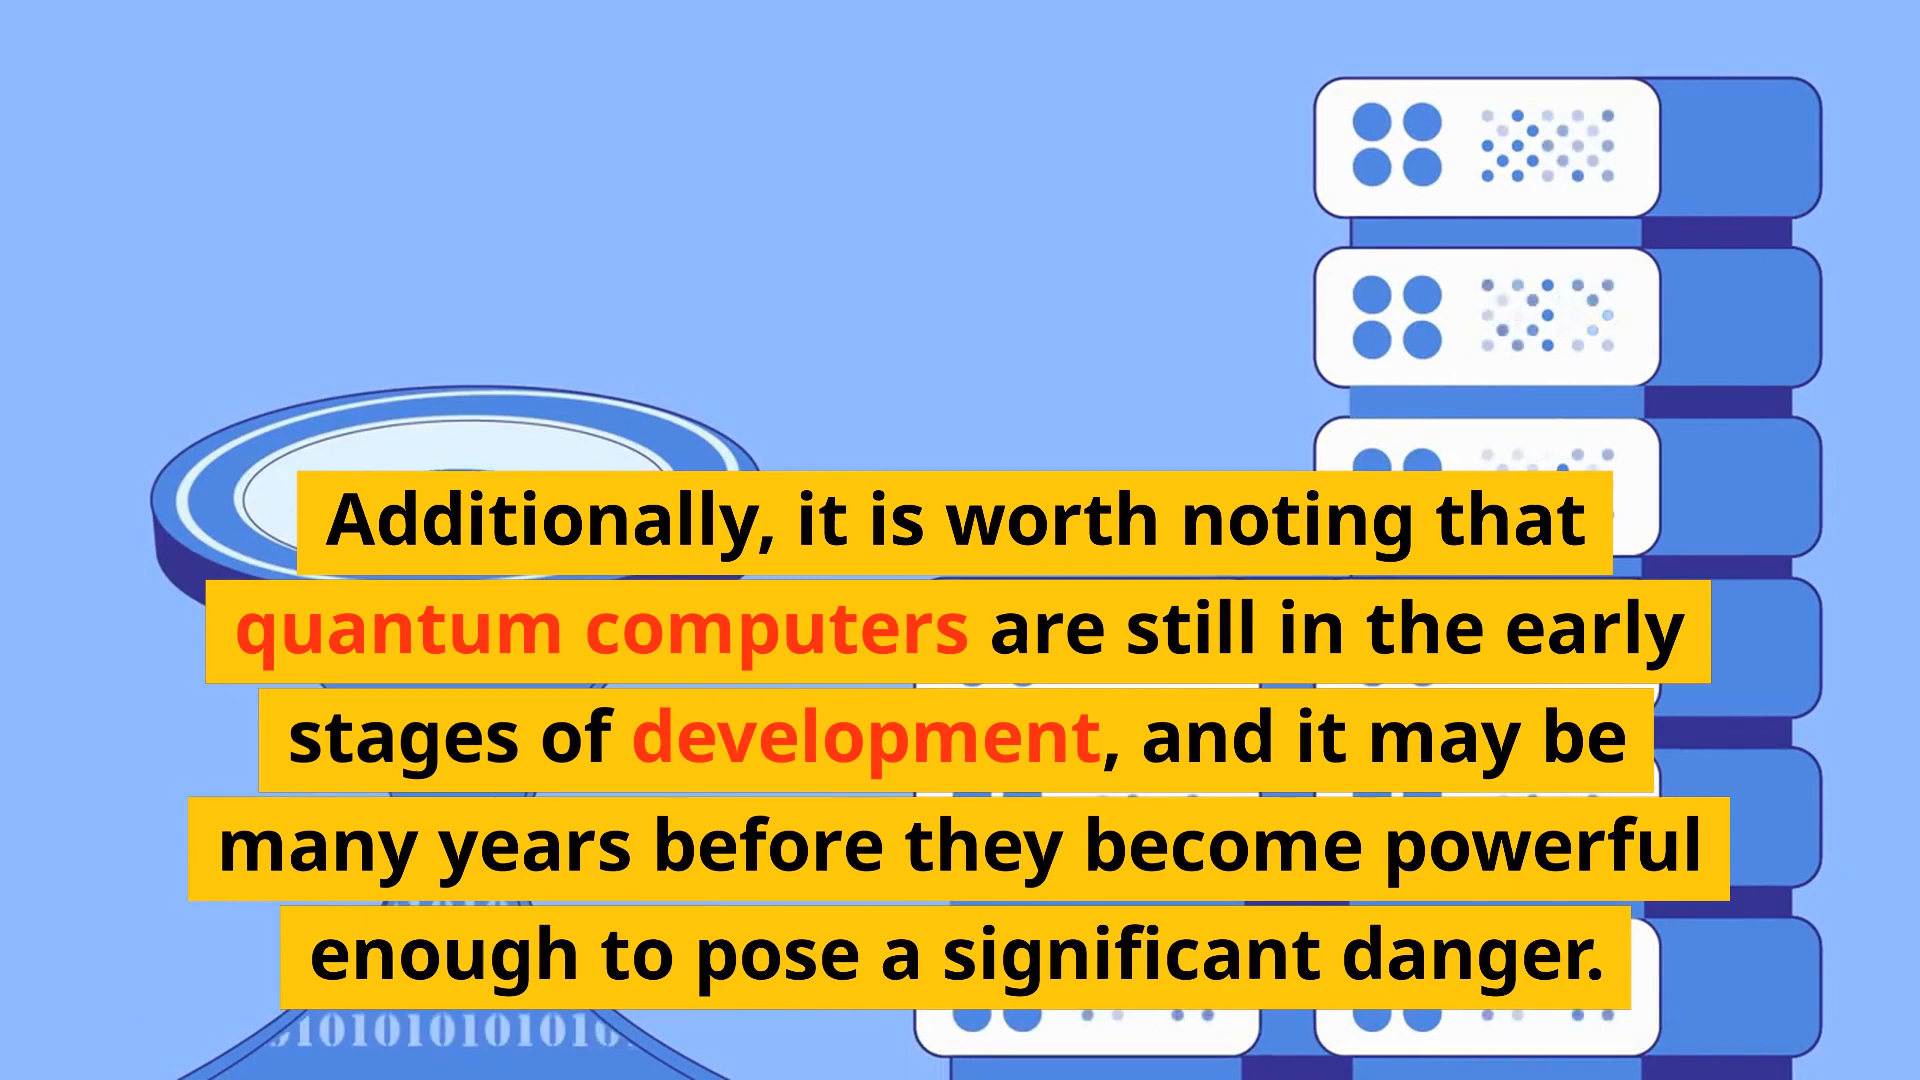 Additionally, it is worth noting that
quantum computers are still in the early
stages of development, and it may be
many years before they become powerful
enough to pose a significant danger.
1010101010101